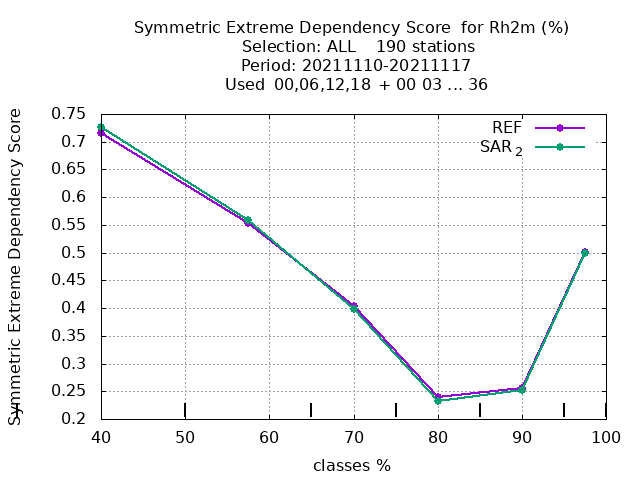 Symmetric Extreme Dependency Score for Rh2m (%)
Selection: ALL 190 stations
Period: 20211110-20211117
Used 00,06,12,18 + 00 03 ... 36
Symmetric Extreme Dependency Score
y
0.75
0.7
0.65
0.6
0.55
0.5
0.45
0.4
0.35
0.3
0.25
0.2
REF
SAR 2
40 50 60 70 80 90 100
classes %